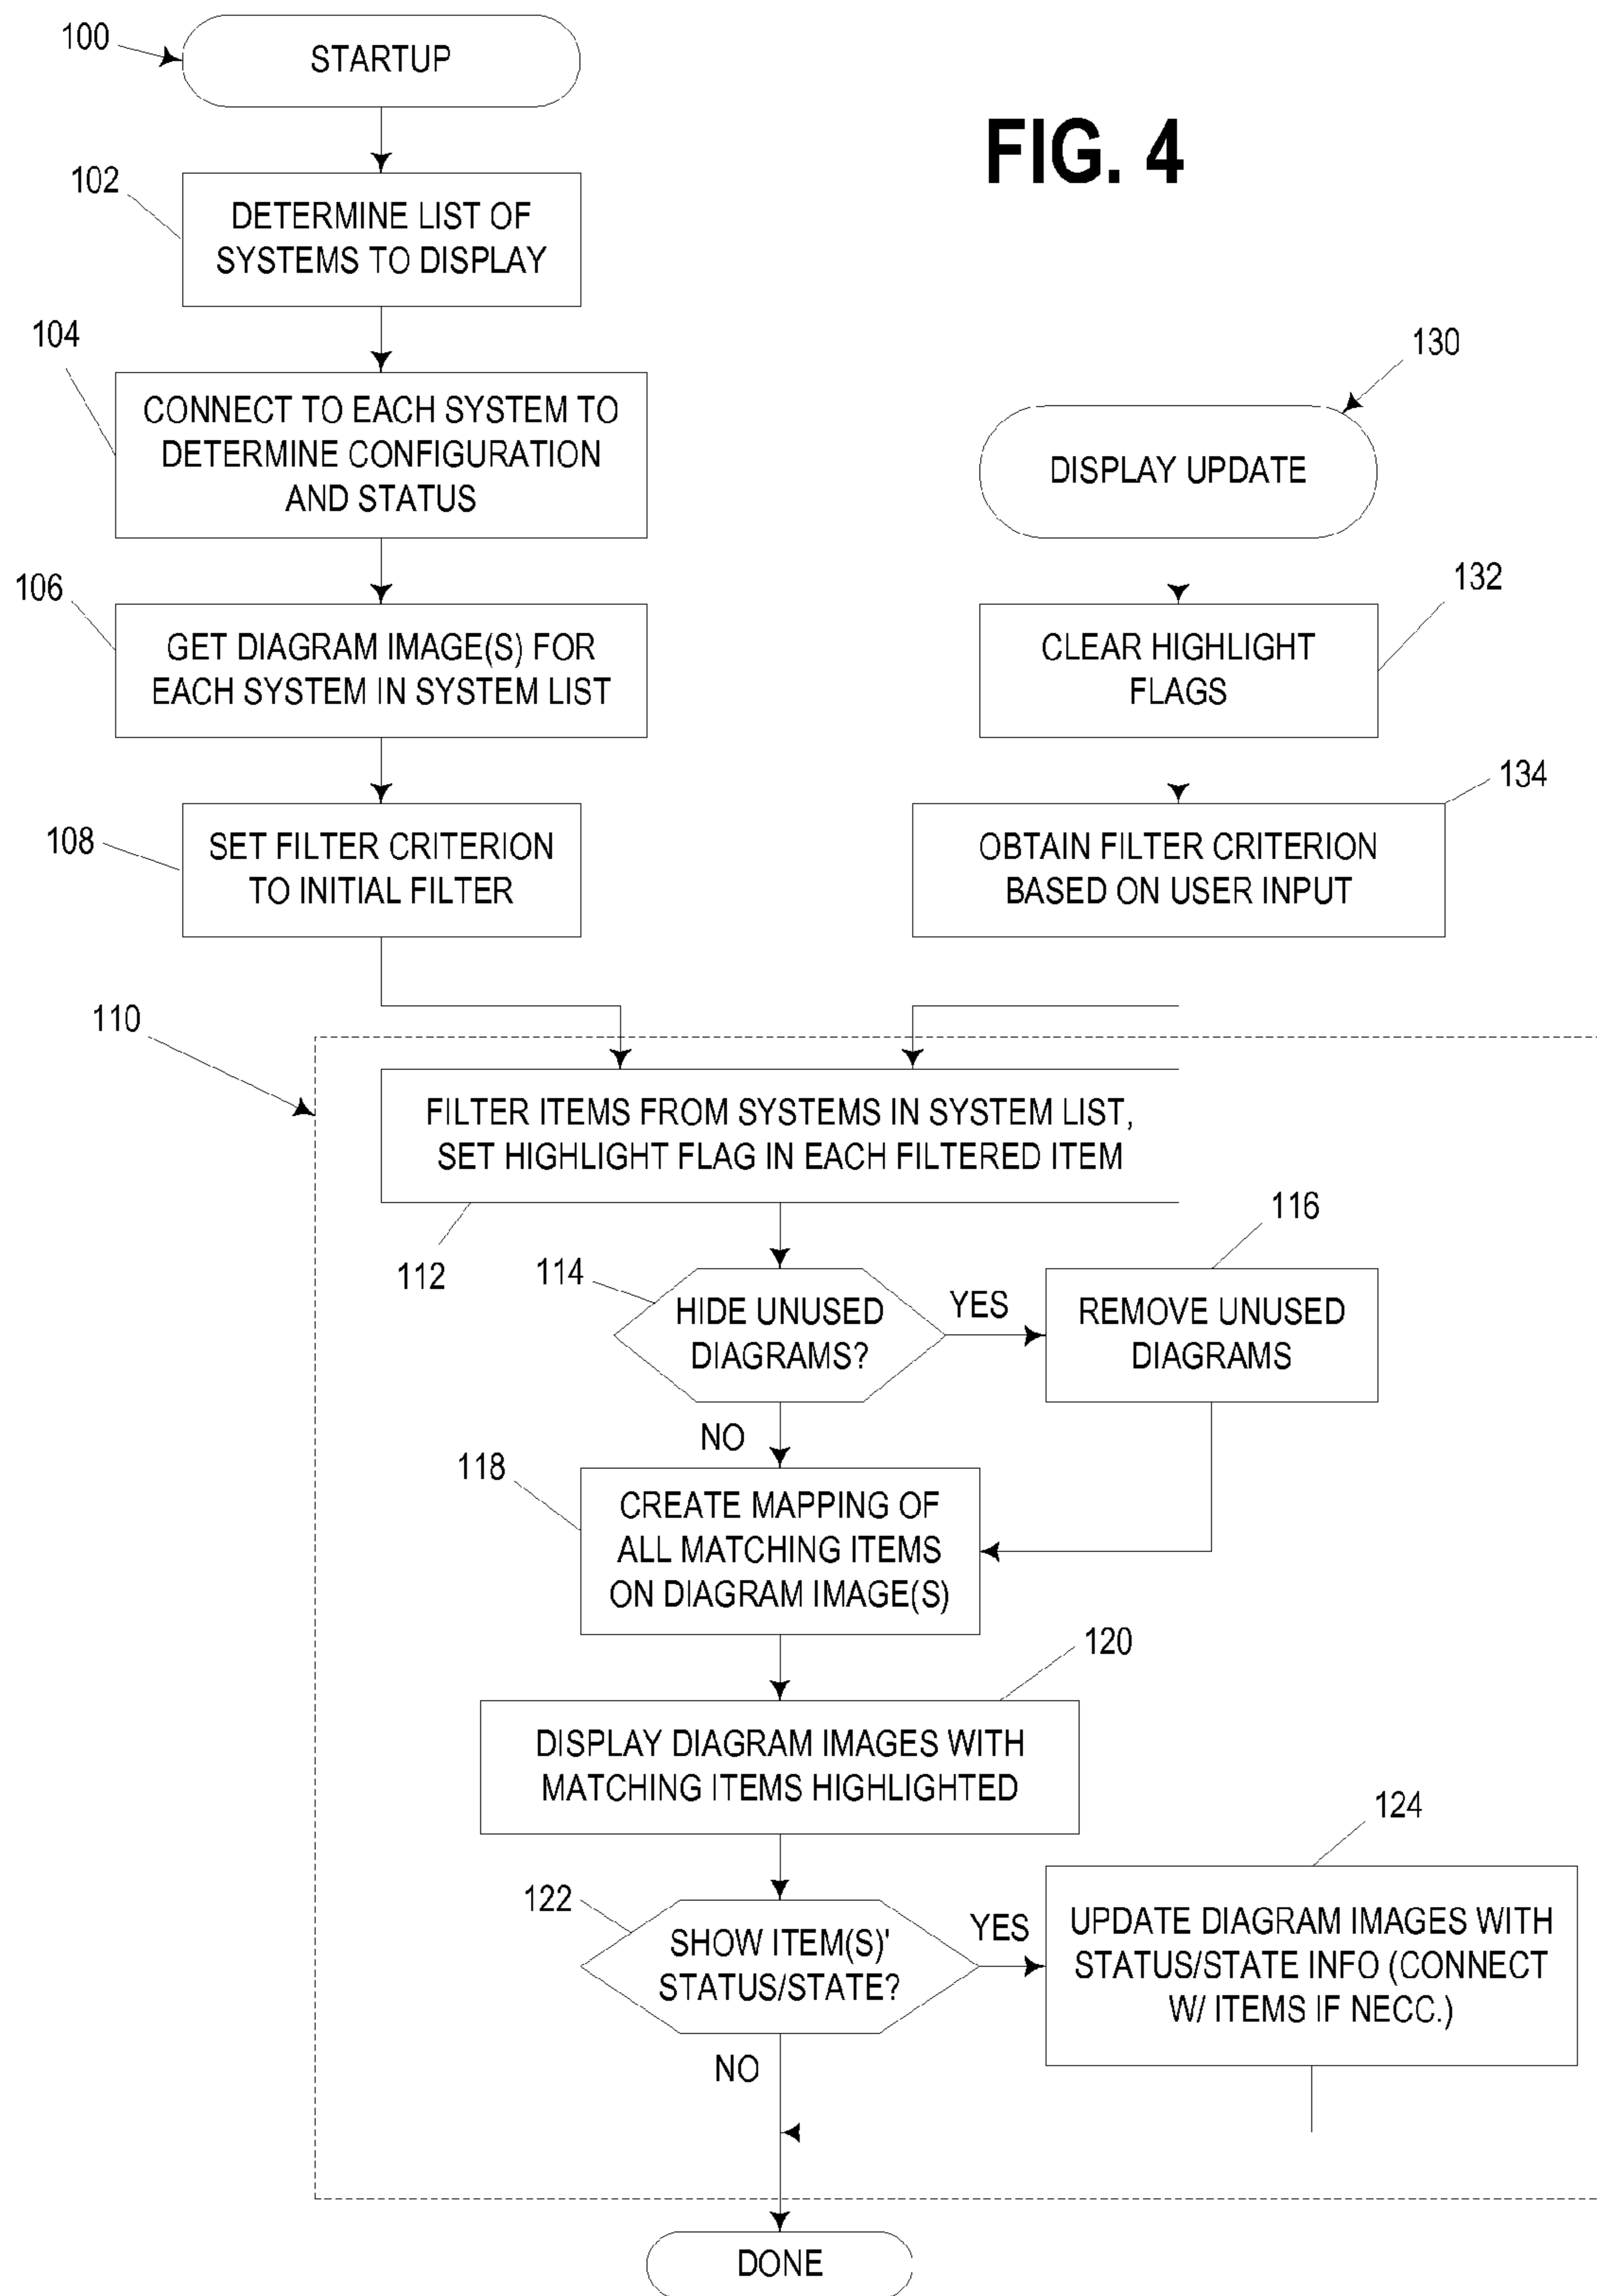 100
STARTUP
FIG. 4
102
DETERMINE LIST OF
SYSTEMS TO DISPLAY
104
CONNECT TO EACH SYSTEM TO
DETERMINE CONFIGURATION
AND STATUS
130
DISPLAY UPDATE
106
GET DIAGRAM IMAGE(S) FOR
EACH SYSTEM IN SYSTEM LIST
132
CLEAR HIGHLIGHT
FLAGS
108
SET FILTER CRITERION
TO INITIAL FILTER
134
OBTAIN FILTER CRITERION
BASED ON USER INPUT
110
FILTER ITEMS FROM SYSTEMS IN SYSTEM LIST,
SET HIGHLIGHT FLAG IN EACH FILTERED ITEM
112
114
HIDE UNUSED
DIAGRAMS?
YES
116
REMOVE UNUSED
DIAGRAMS
NO
118
CREATE MAPPING OF
ALL MATCHING ITEMS
ON DIAGRAM IMAGE(S)
120
DISPLAY DIAGRAM IMAGES WITH
MATCHING ITEMS HIGHLIGHTED
122
SHOW ITEM(S)'
STATUS/STATE?
YES
124
UPDATE DIAGRAM IMAGES WITH
STATUS/STATE INFO (CONNECT
W/ ITEMS IF NECC.)
NO
DONE